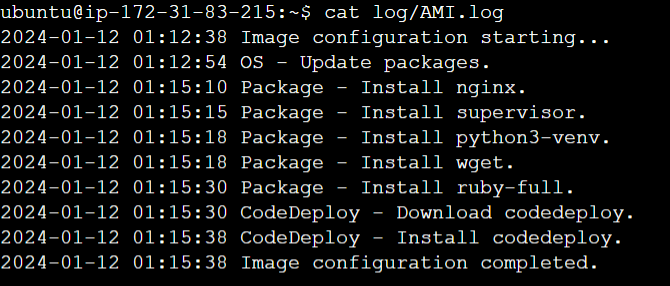 ubuntu@ip-172-31-83-215:~$ cat log/AMI.log
2024-01-12 01:12:38 Image configuration starting...
2024-01-12 01:12:54 OS - Update packages.
2024-01-12 01:15:10 Package - Install nginx.
2024-01-12 01:15:15 Package - Install supervisor.
2024-01-12 01:15:18 Package - Install python3-venv.
2024-01-12 01:15:18 Package - Install wget.
2024-01-12 01:15:30 Package - Install ruby-full.
2024-01-12 01:15:30 CodeDeploy - Download codedeploy.
2024-01-12 01:15:38 CodeDeploy - Install codedeploy.
2024-01-12 01:15:38 Image configuration completed.